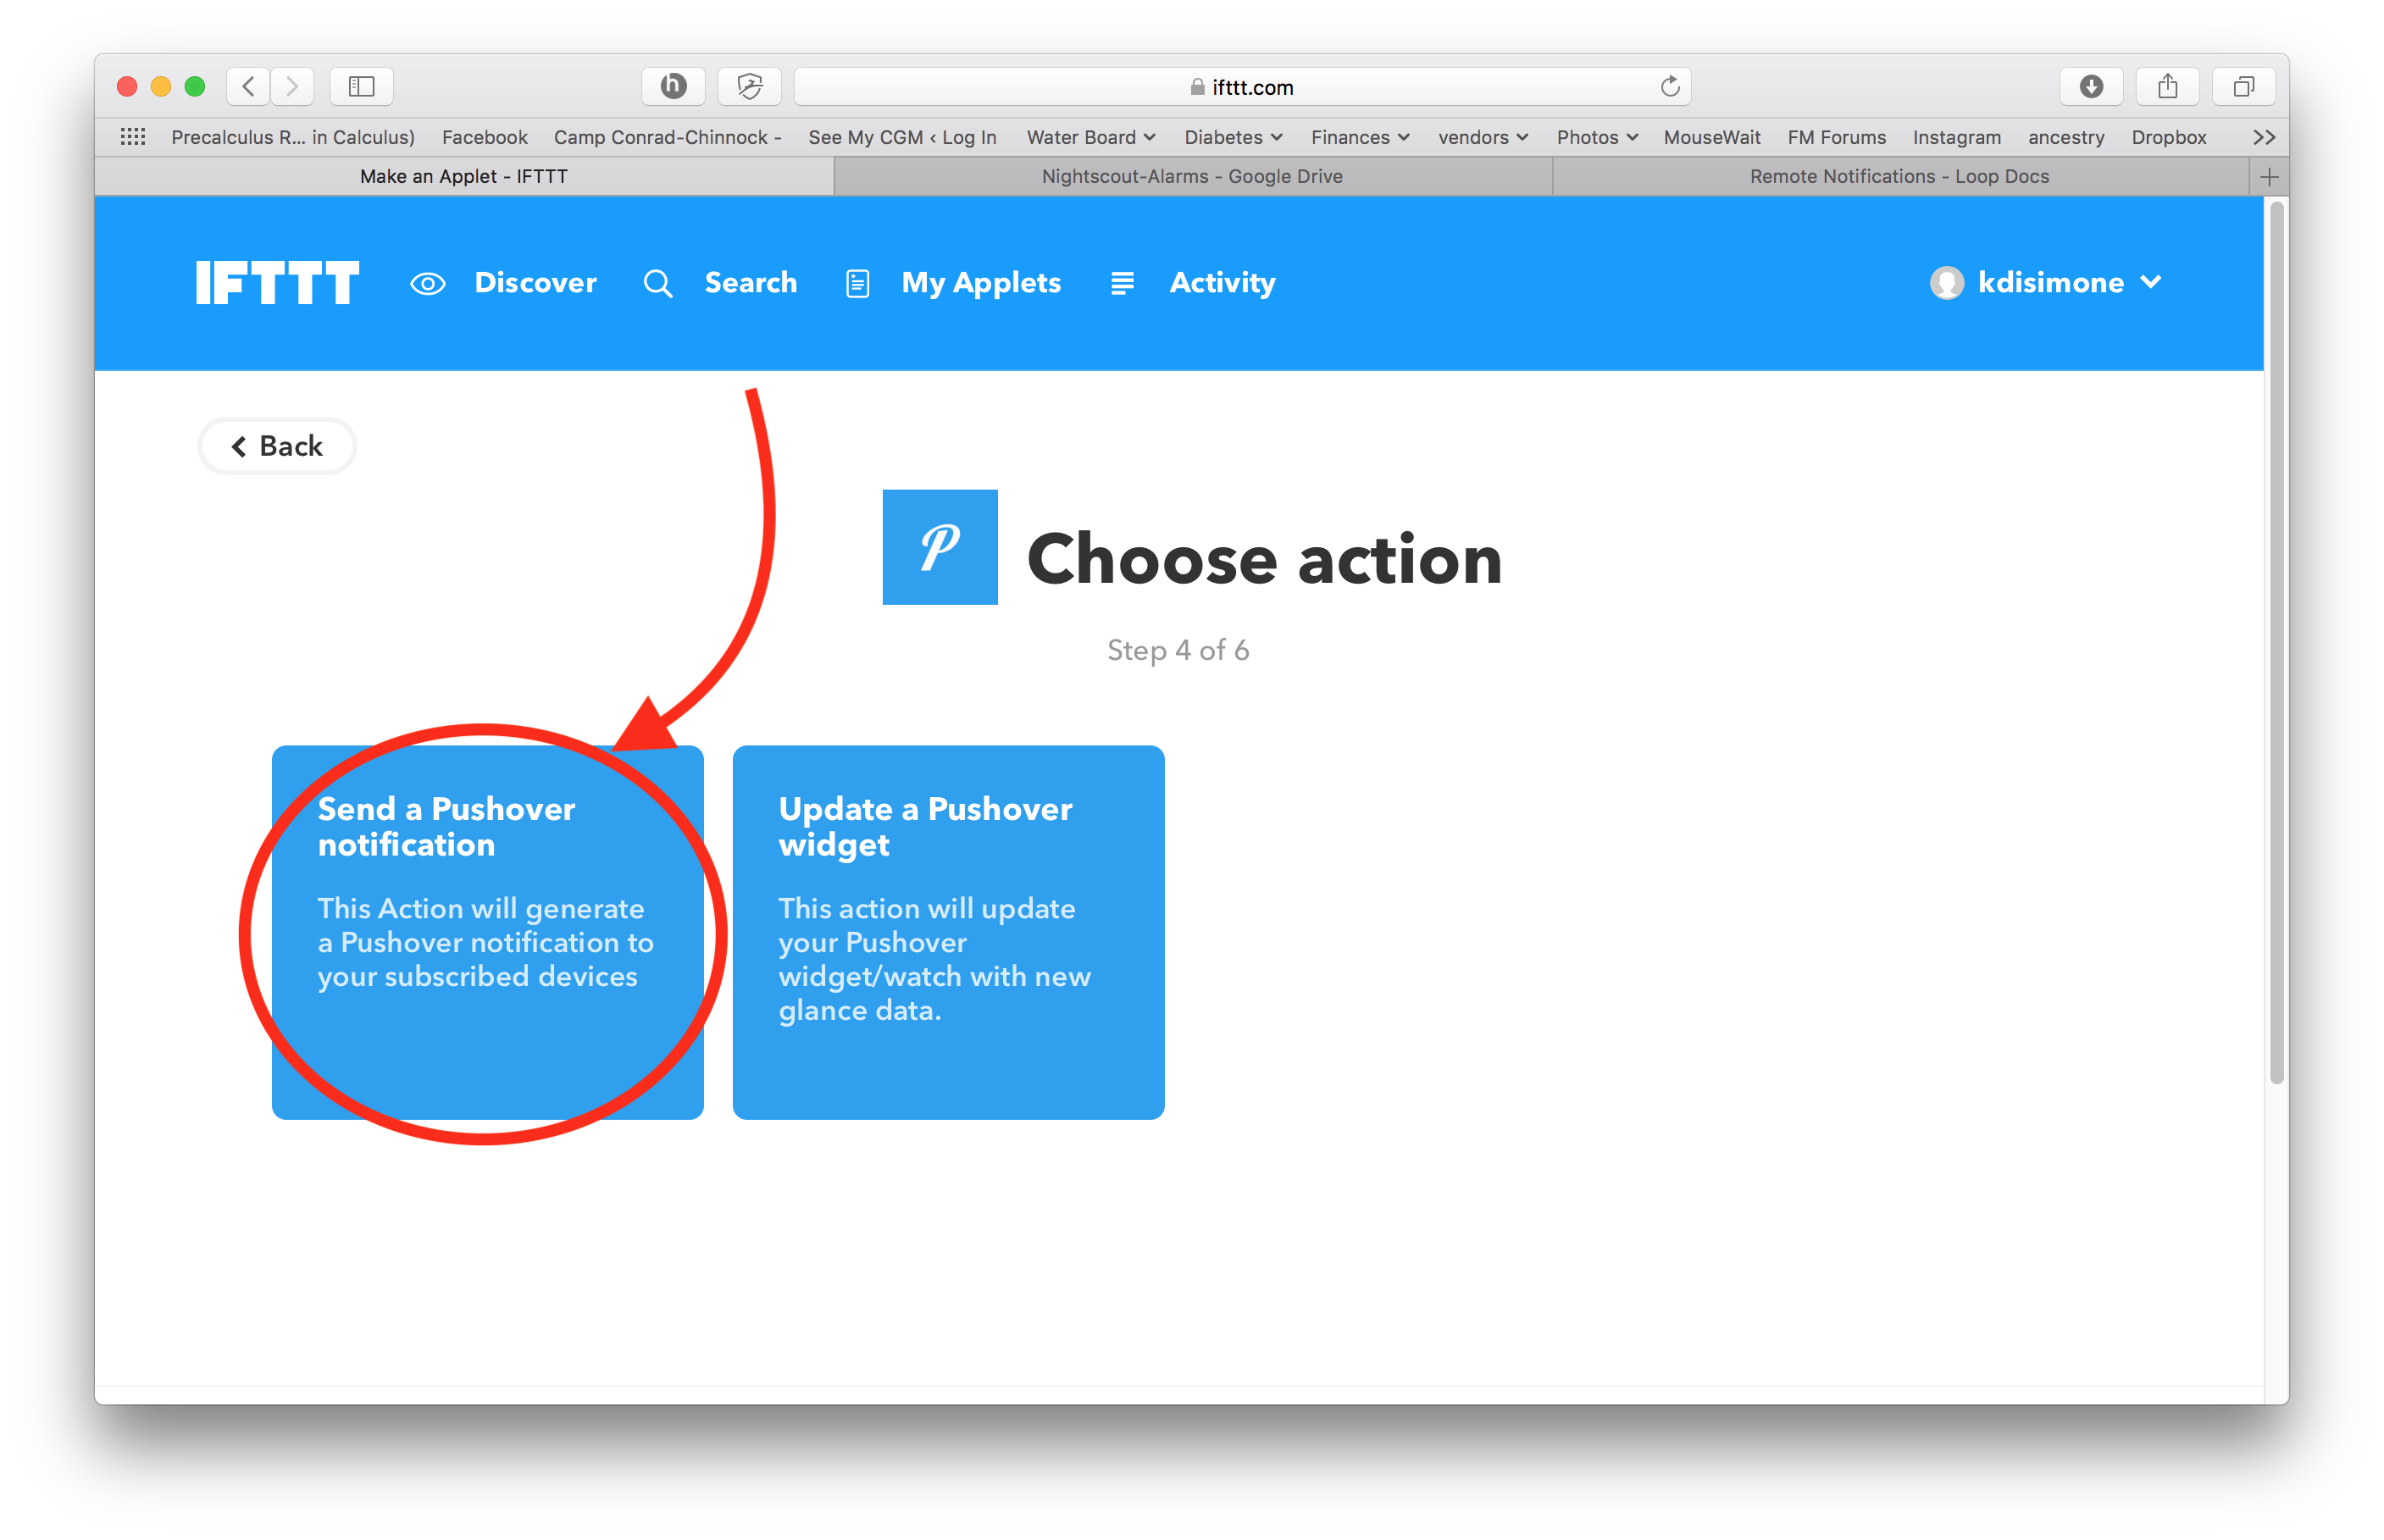 h
ifttt.com
Precalculus R... in Calculus) Facebook Camp Conrad-Chinnock - See My CGM ‹ Log In Water Board Diabetes Finances vendors Photos MouseWait FM Forums Instagram ancestry Dropbox >>
Make an Applet - IFTTT Nightscout-Alarms - Google Drive Remote Notifications - Loop Docs +
IFTTT Discover Search My Applets Activity kdisimone
Back
P Choose action
Step 4 of 6
Send a Pushover
notification
This Action will generate
a Pushover notification to
your subscribed devices
Update a Pushover
widget
This action will update
your Pushover
widget/watch with new
glance data.